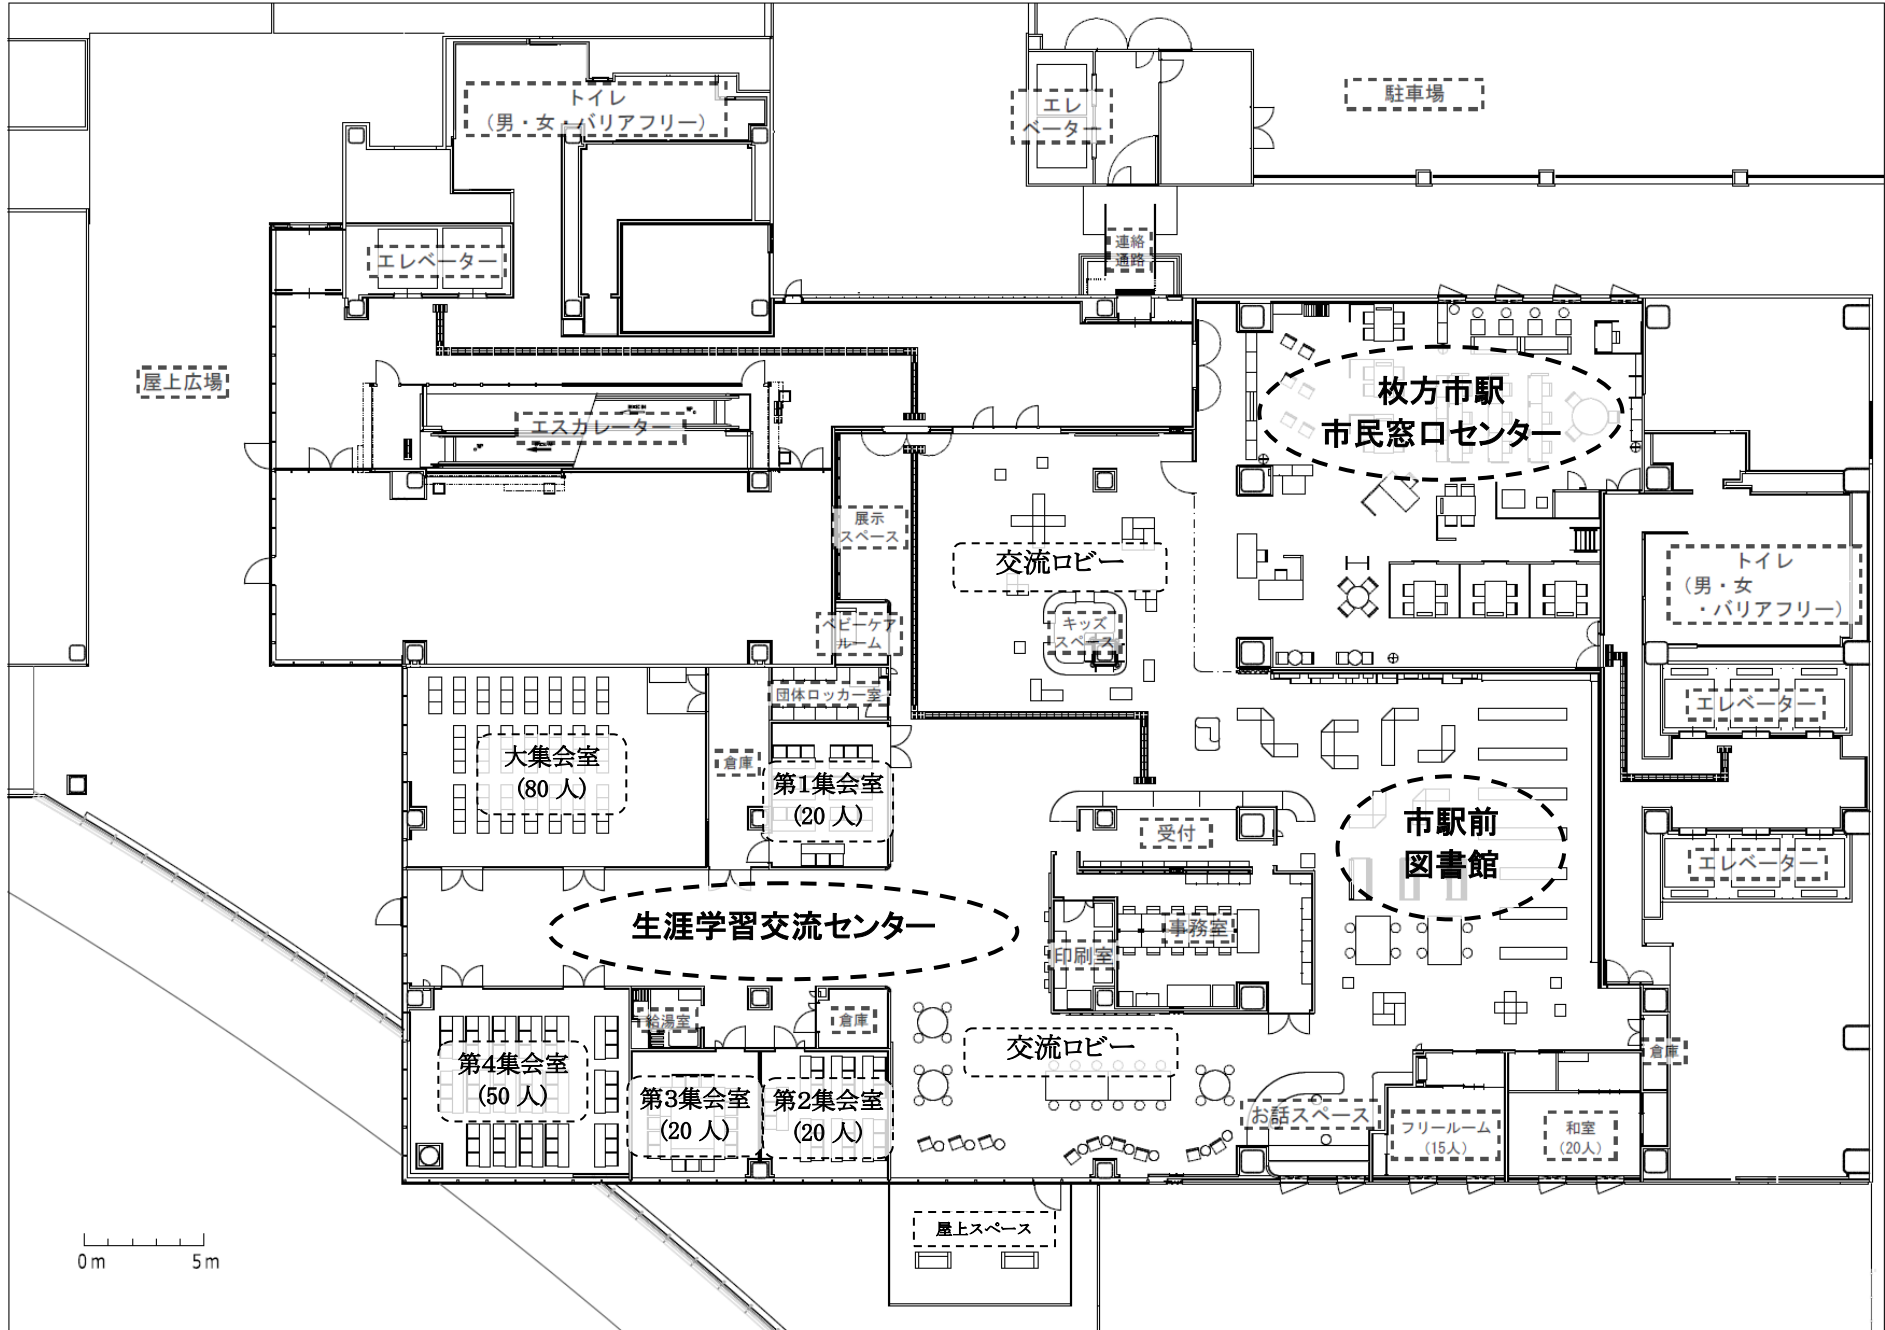 トイレ
（男・女・バリアフリー）
エレ
ベーター
駐車場
連絡
通路
エレベーター
屋上広場
エスカレーター
枚方市駅
市民窓口センター
展示
スペース
交流ロビー
トイレ
（男・女
・バリアフリー）
ベビーケア
ルーム
キッズ
スペース
団体ロッカー室
エレベーター
大集会室
(80 人)
倉庫
第1集会室
(20 人)
受付
市駅前
図書館
エレベーター
生涯学習交流センター
事務室
印刷室
給湯室
倉庫
交流ロビー
倉庫
第4集会室
(50 人)
第3集会室
(20 人)
第2集会室
(20 人)
お話スペース
フリールーム
(15人)
和室
(20人)
屋上スペース
0m
5m